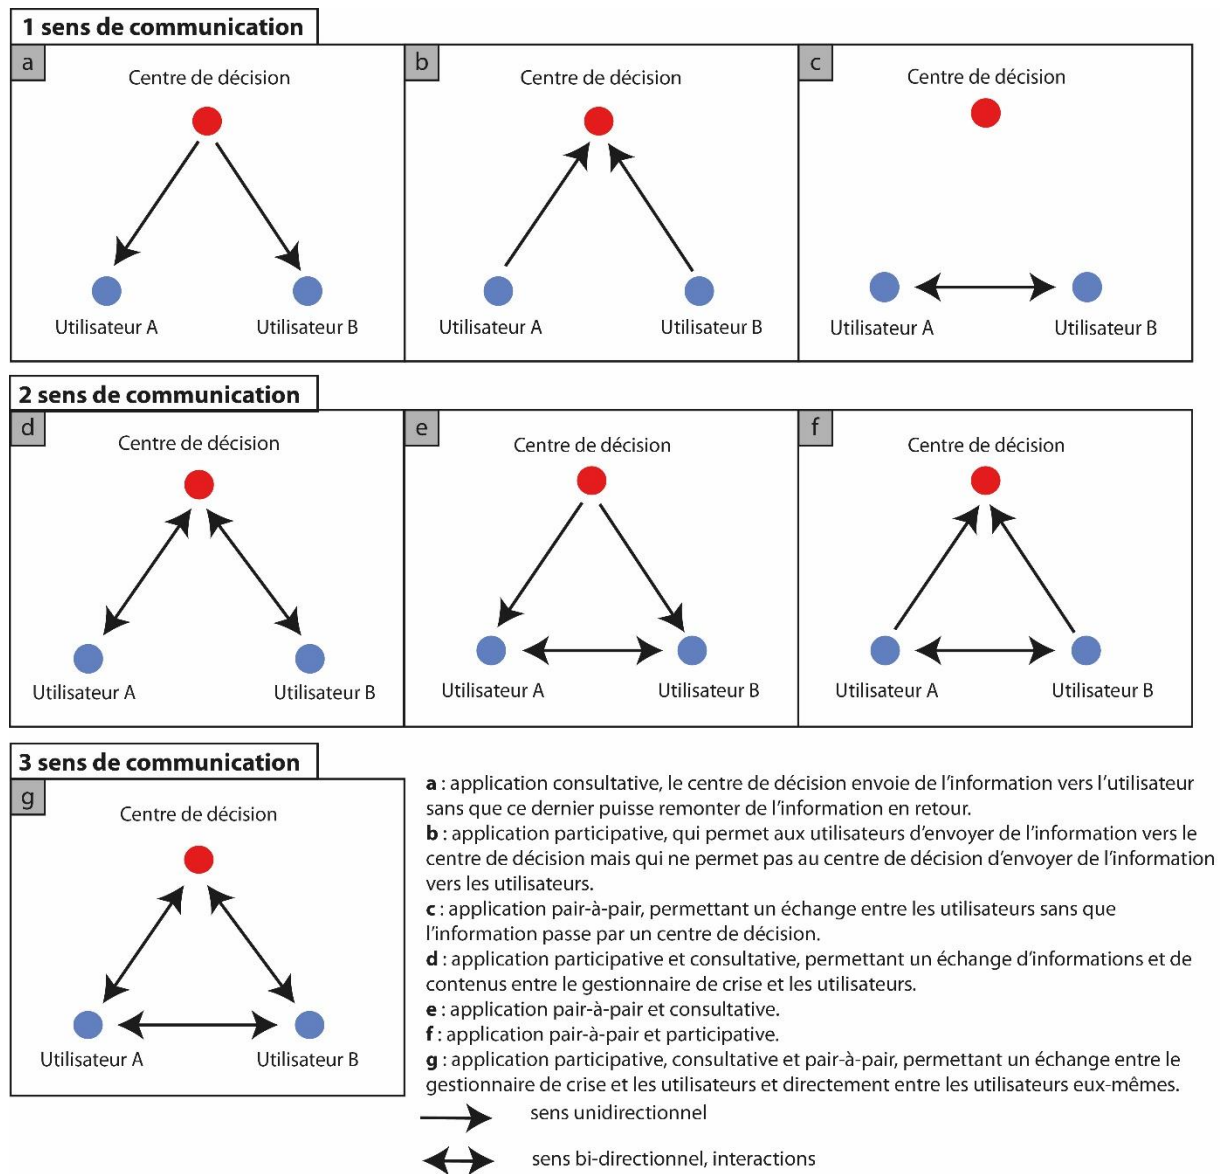 1 sens de communication
a
Centre de décision
Utilisateur A
Utilisateur B
b
Centre de décision
Utilisateur A
Utilisateur B
c
Centre de décision
Utilisateur A
Utilisateur B
2 sens de communication
d
Centre de décision
Utilisateur A
Utilisateur B
e
Centre de décision
Utilisateur A
Utilisateur B
f
Centre de décision
Utilisateur A
Utilisateur B
3 sens de communication
g
Centre de décision
Utilisateur A
Utilisateur B
a : application consultative, le centre de décision envoie de l'information vers l'utilisateur
sans que ce dernier puisse remonter de l'information en retour.
b : application participative, qui permet aux utilisateurs d'envoyer de l'information vers le
centre de décision mais qui ne permet pas au centre de décision d'envoyer de l'information
vers les utilisateurs.
c : application pair-à-pair, permettant un échange entre les utilisateurs sans que
l'information passe par un centre de décision.
d : application participative et consultative, permettant un échange d'informations et de
contenus entre le gestionnaire de crise et les utilisateurs.
e : application pair-à-pair et consultative.
f : application pair-à-pair et participative.
g : application participative, consultative et pair-à-pair, permettant un échange entre le
gestionnaire de crise et les utilisateurs et directement entre les utilisateurs eux-mêmes.
sens unidirectionnel
sens bi-directionnel, interactions